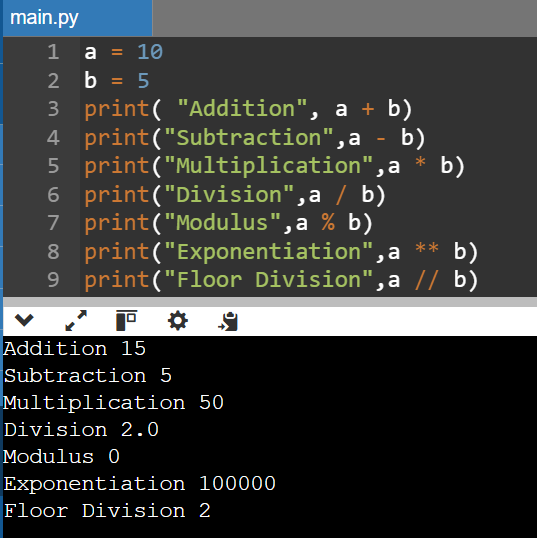 main.py
1 a = 10
2 b = 5
3 print( "Addition", a + b)
4 print("Subtraction",a - b)
5 print("Multiplication",a * b)
6 print("Division",a / b)
7 print("Modulus",a % b)
8 print("Exponentiation",a ** b)
9 print("Floor Division",a // b)
Addition 15
Subtraction 5
Multiplication 50
Division 2.0
Modulus 0
Exponentiation 100000
Floor Division 2